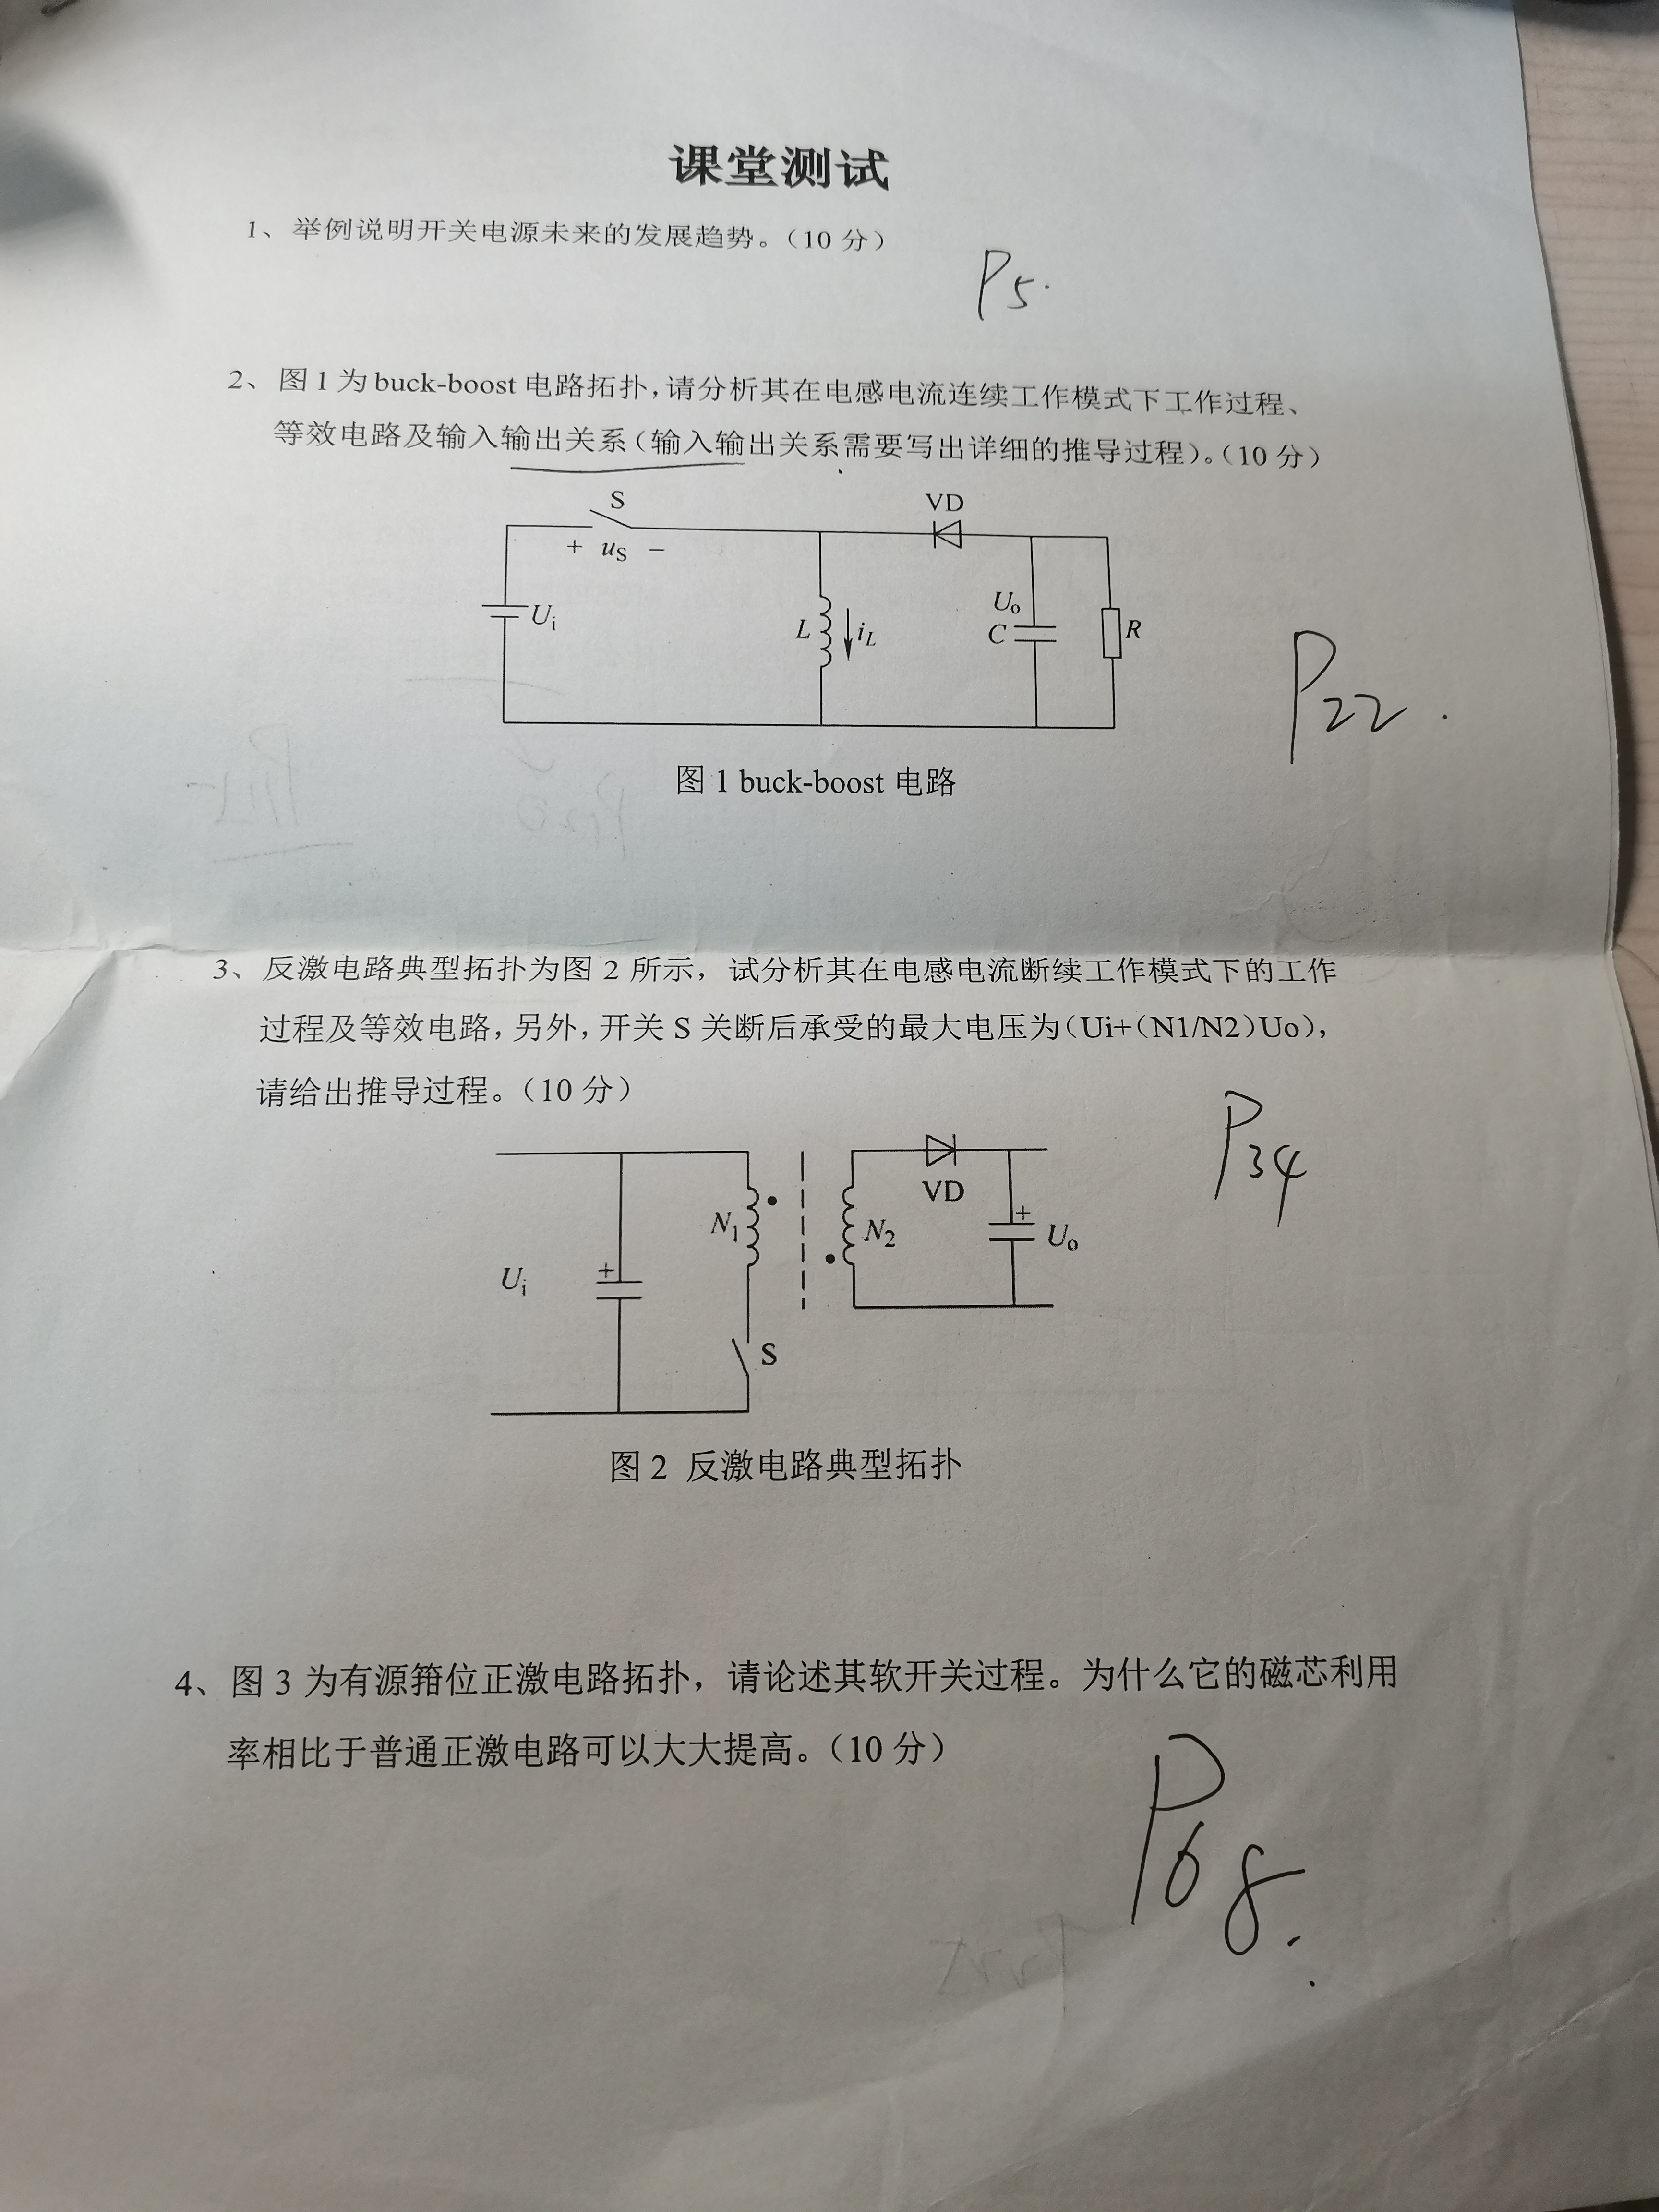 课堂测试
1、举例说明开关电源未来的发展趋势。（10 分）
P5.
2、图 1 为 buck-boost 电路拓扑，请分析其在电感电流连续工作模式下工作过程、
等效电路及输入输出关系（输入输出关系需要写出详细的推导过程）。（10 分）
S
VD
+ uS −
Ui
L
iL
Uo
C
R
P22.
图 1 buck-boost 电路
3、反激电路典型拓扑为图 2 所示，试分析其在电感电流断续工作模式下的工作
过程及等效电路，另外，开关 S 关断后承受的最大电压为（Ui+（N1/N2）Uo），
请给出推导过程。（10 分）
P34
VD
N1
N2
+
Uo
Ui
+
S
图 2 反激电路典型拓扑
4、图 3 为有源箝位正激电路拓扑，请论述其软开关过程。为什么它的磁芯利用
率相比于普通正激电路可以大大提高。（10 分）
P68.